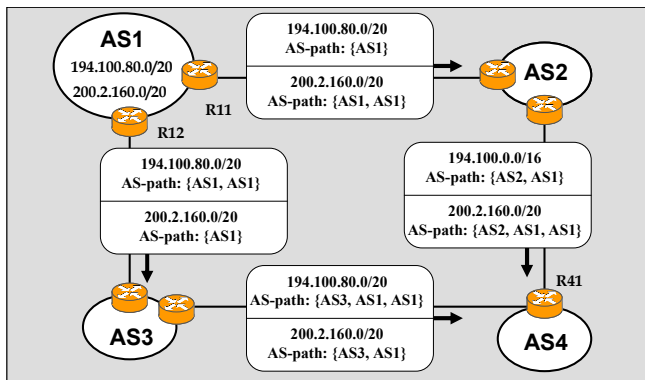 AS1
194.100.80.0/20
200.2.160.0/20
R11
R12
194.100.80.0/20
AS-path: {AS1}
200.2.160.0/20
AS-path: {AS1, AS1}
AS2
194.100.80.0/20
AS-path: {AS1, AS1}
200.2.160.0/20
AS-path: {AS1}
194.100.0.0/16
AS-path: {AS2, AS1}
200.2.160.0/20
AS-path: {AS2, AS1, AS1}
AS3
194.100.80.0/20
AS-path: {AS3, AS1, AS1}
200.2.160.0/20
AS-path: {AS3, AS1}
R41
AS4